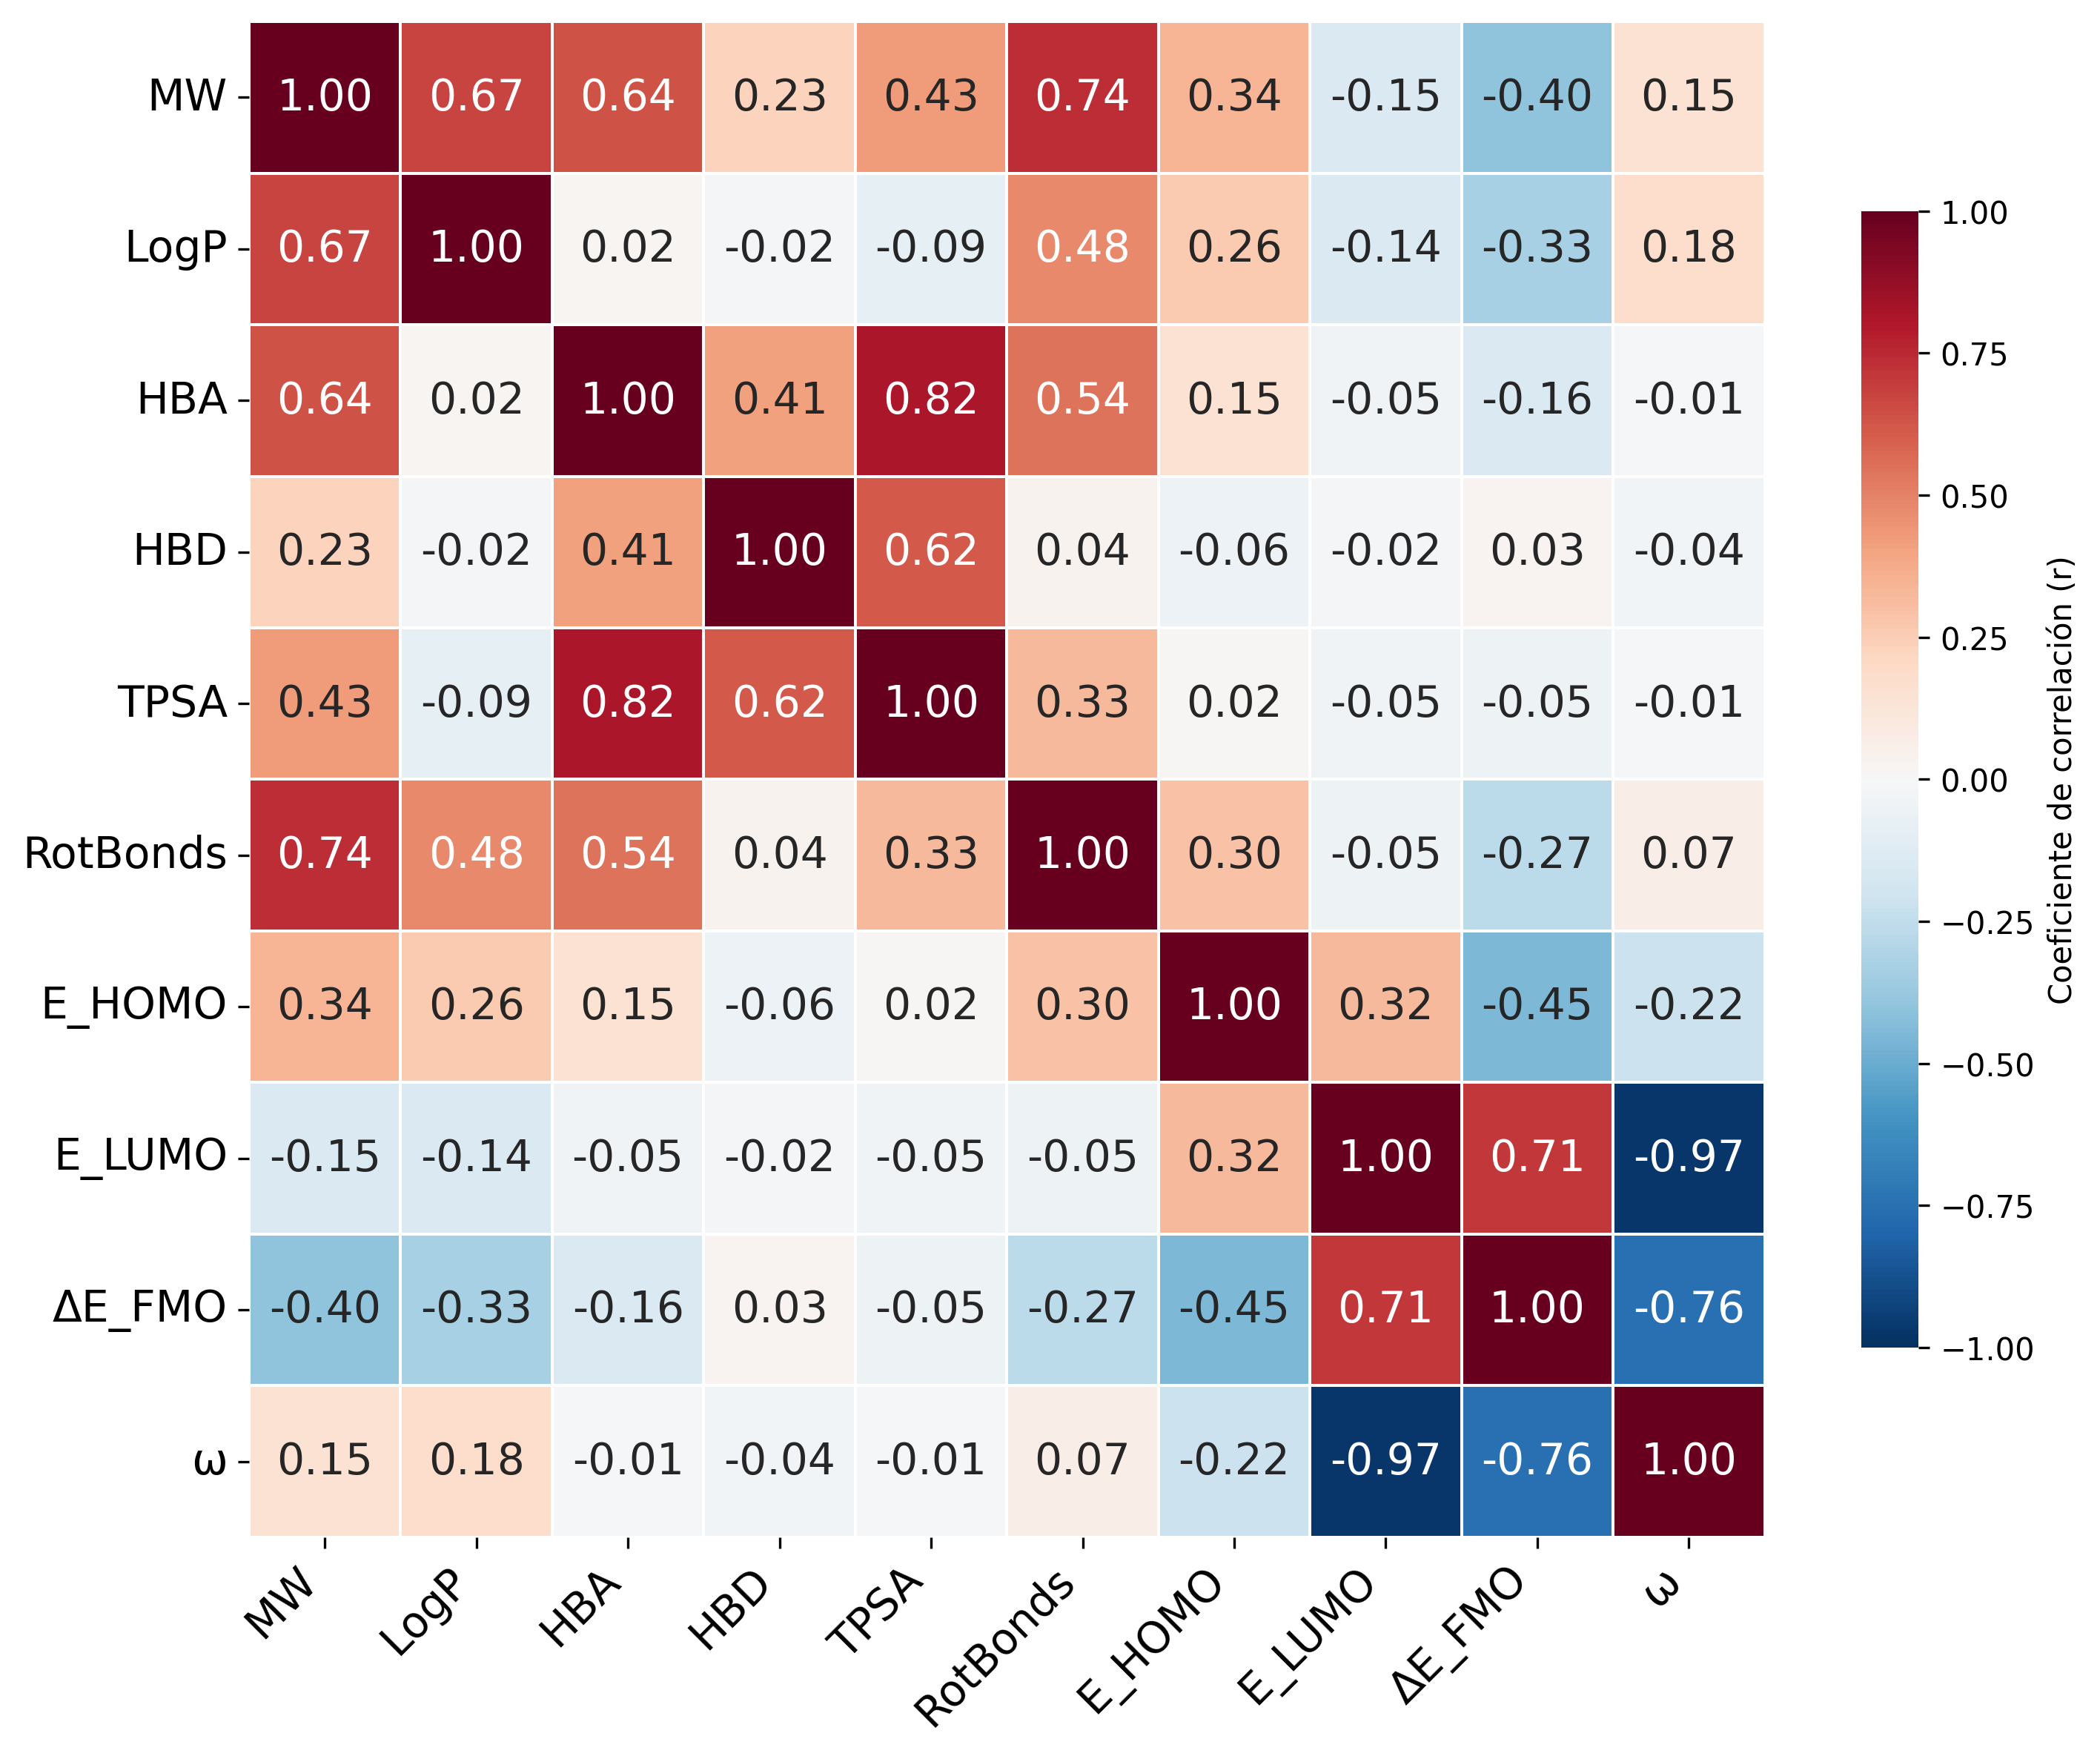 MW 1.00 0.67 0.64 0.23 0.43 0.74 0.34 -0.15 -0.40 0.15
LogP 0.67 1.00 0.02 -0.02 -0.09 0.48 0.26 -0.14 -0.33 0.18
HBA 0.64 0.02 1.00 0.41 0.82 0.54 0.15 -0.05 -0.16 -0.01
HBD 0.23 -0.02 0.41 1.00 0.62 0.04 -0.06 -0.02 0.03 -0.04
TPSA 0.43 -0.09 0.82 0.62 1.00 0.33 0.02 -0.05 -0.05 -0.01
RotBonds 0.74 0.48 0.54 0.04 0.33 1.00 0.30 -0.05 -0.27 0.07
E_HOMO 0.34 0.26 0.15 -0.06 0.02 0.30 1.00 0.32 -0.45 -0.22
E_LUMO -0.15 -0.14 -0.05 -0.02 -0.05 -0.05 0.32 1.00 0.71 -0.97
ΔE_FMO -0.40 -0.33 -0.16 0.03 -0.05 -0.27 -0.45 0.71 1.00 -0.76
ω 0.15 0.18 -0.01 -0.04 -0.01 0.07 -0.22 -0.97 -0.76 1.00
MW LogP HBA HBD TPSA RotBonds E_HOMO E_LUMO ΔE_FMO ω
1.00
0.75
0.50
0.25
0.00
−0.25
−0.50
−0.75
−1.00
Coeficiente de correlación (r)